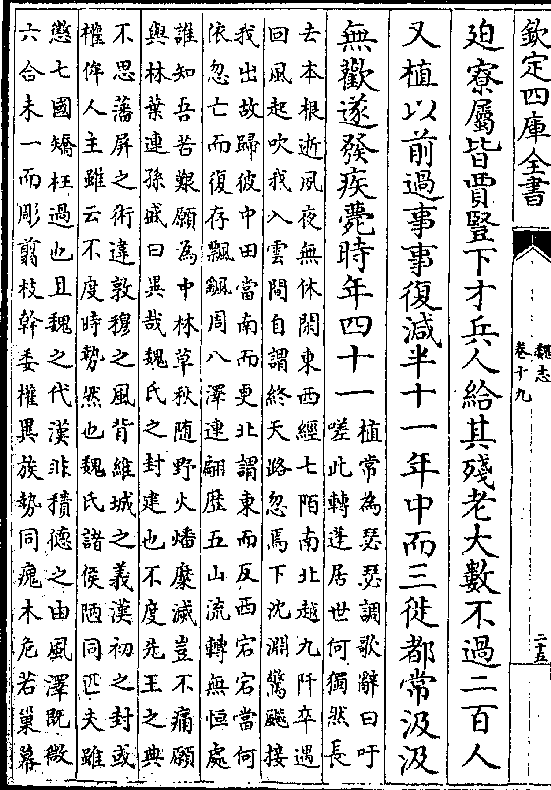 欽定四庫全書
魏志
卷十九
二十五
迫寮屬皆賈豎下才兵人給其殘老大數不過二百人
又植以前過事事復減半十一年中而三徙都常汲汲
無歡遂發疾薨時年四十一
植常為瑟瑟調歌辭曰吁
嗟此轉蓬居世何獨然長
去本根逝夙夜無休閒東西經七陌南北越九阡卒遇
回風起吹我入雲間自謂終天路忽焉下沈淵驚飇接
我出故歸彼中田當南而更北謂東而反西宕宕當何
依忽亡而復存飄颻周八澤連翩歴五山流轉無恒處
誰知吾苦艱願為中林草秋隨野火燔糜滅豈不痛願
與林葉連孫盛曰異哉魏氏之封建也不度先王之典
不思藩屏之術違敦穆之風背維城之義漢初之封或
權侔人主雖云不度時勢然也魏氏諸侯陋同匹夫雖
懲七國矯枉過也且魏之代漢非積德之由風澤既微
六合未一而彫翦枝幹委權異族勢同瘣木危若巢幕